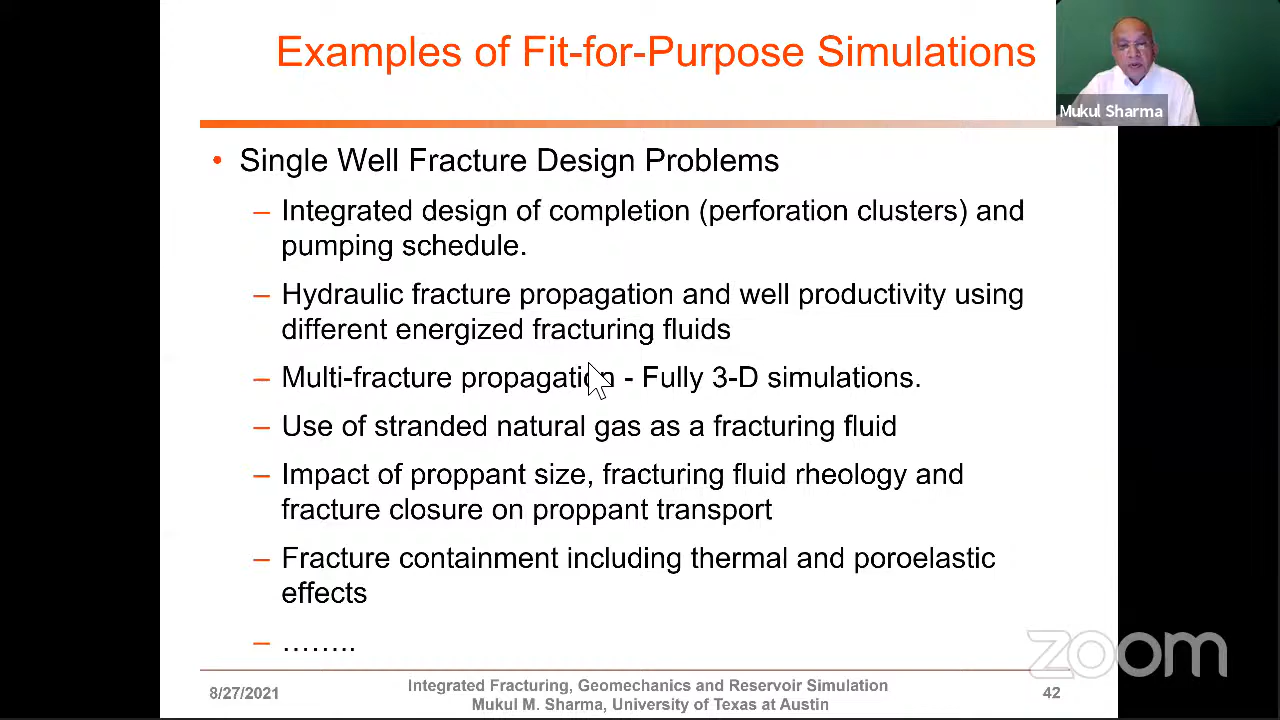 Examples of Fit-for-Purpose Simulations
Mukul Sharma
• Single Well Fracture Design Problems
– Integrated design of completion (perforation clusters) and
pumping schedule.
– Hydraulic fracture propagation and well productivity using
different energized fracturing fluids
– Multi-fracture propagation - Fully 3-D simulations.
– Use of stranded natural gas as a fracturing fluid
– Impact of proppant size, fracturing fluid rheology and
fracture closure on proppant transport
– Fracture containment including thermal and poroelastic
effects
– ……..
zoom
8/27/2021
Integrated Fracturing, Geomechanics and Reservoir Simulation
Mukul M. Sharma, University of Texas at Austin
42